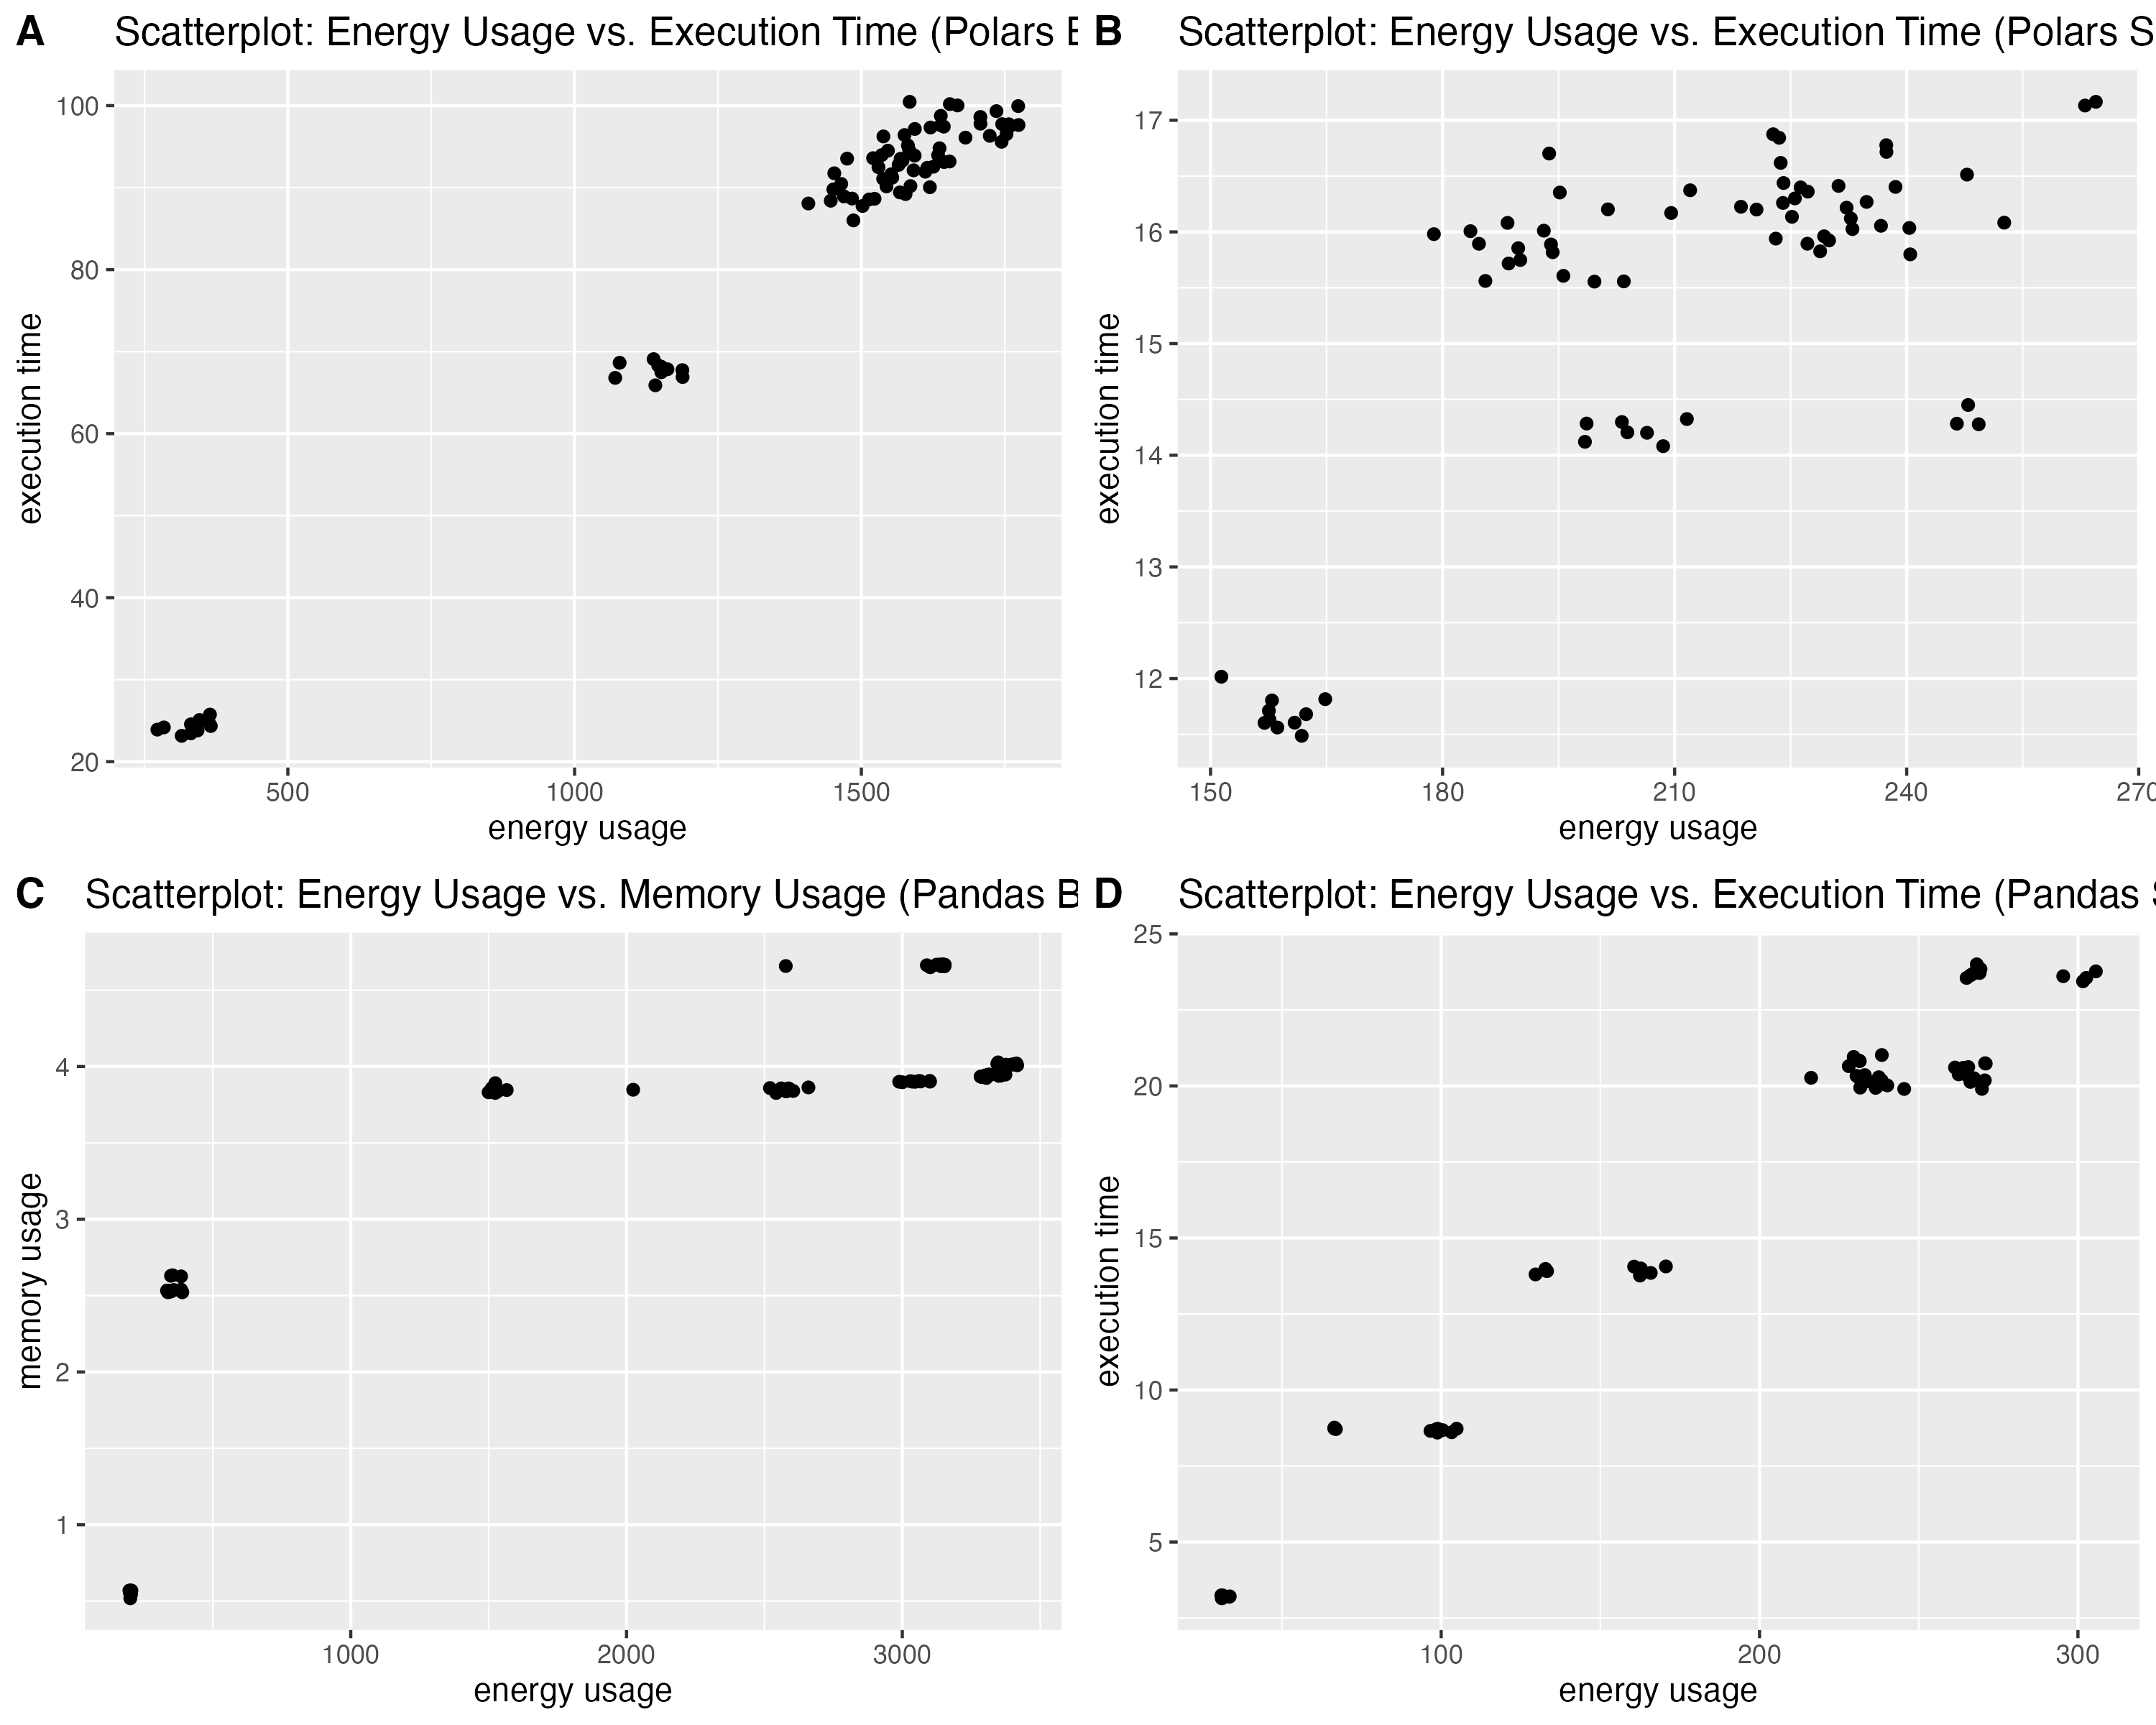 A Scatterplot: Energy Usage vs. Execution Time (Polars
100
80
60
40
20
execution time
500 1000 1500
energy usage
B Scatterplot: Energy Usage vs. Execution Time (Polars S
17
16
15
14
13
12
execution time
150 180 210 240 270
energy usage
C Scatterplot: Energy Usage vs. Memory Usage (Pandas B
4
3
2
1
memory usage
1000 2000 3000
energy usage
D Scatterplot: Energy Usage vs. Execution Time (Pandas
25
20
15
10
5
execution time
100 200 300
energy usage